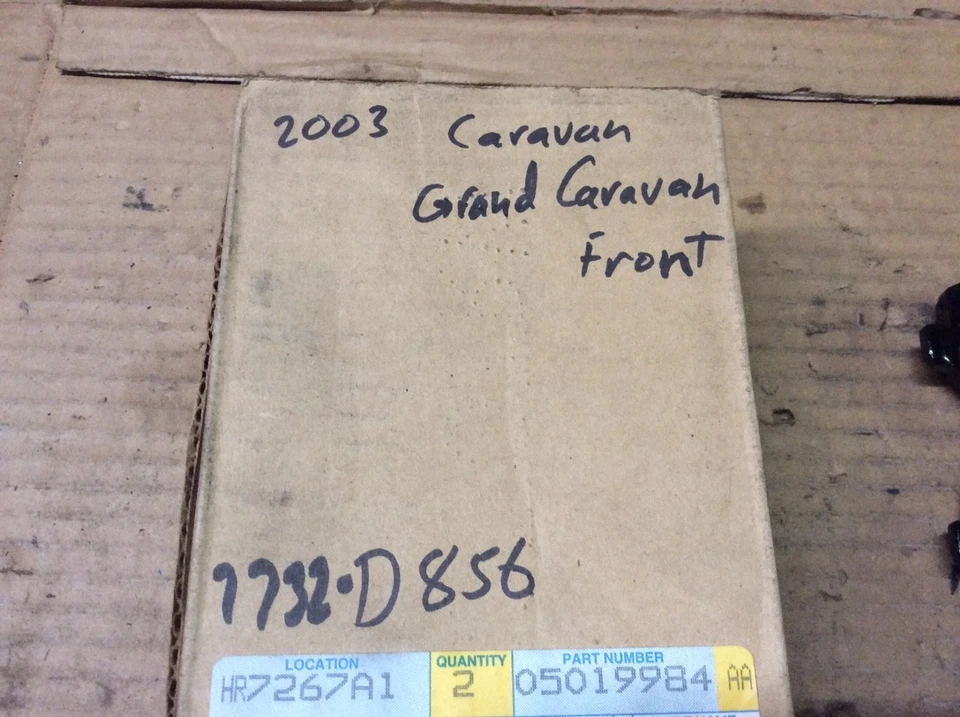 2003 Caravan
Grand Caravan
Front
7732-D856
LOCATION QUANTITY PART NUMBER
HR7267A1 2 05019984 AA